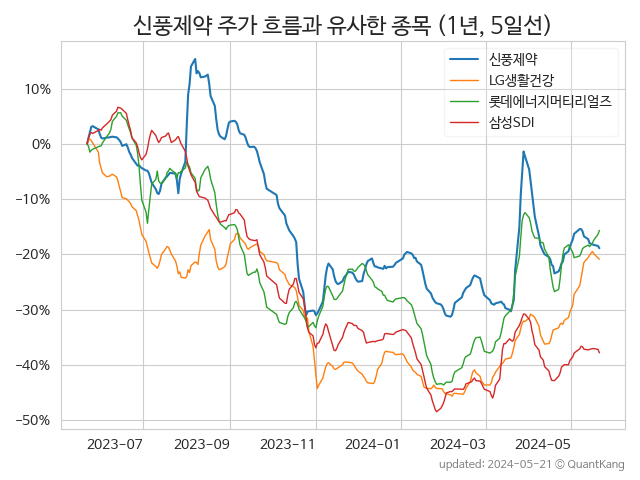 신풍제약 주가 흐름과 유사한 종목 (1년, 5일선)
신풍제약
LG생활건강
롯데에너지머티리얼즈
삼성SDI
10%
0%
-10%
-20%
-30%
-40%
-50%
2023-07 2023-09 2023-11 2024-01 2024-03 2024-05
updated: 2024-05-21 © QuantKang